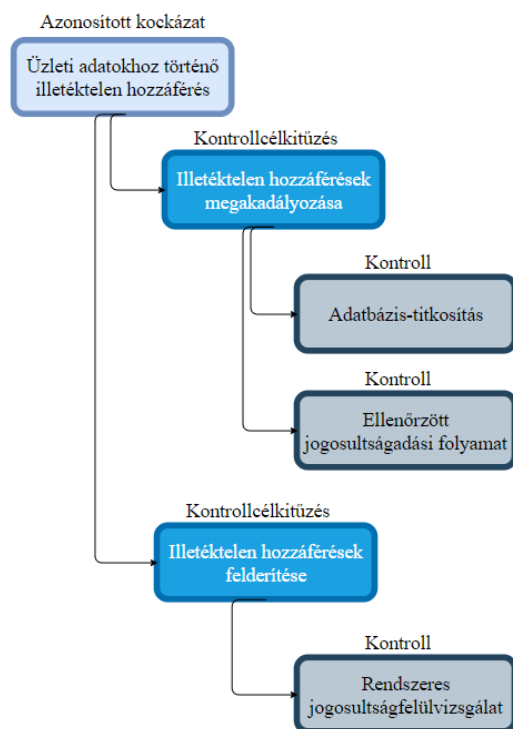 Azonosított kockázat
Üzleti adatokhoz történő
illetéktelen hozzáférés
Kontrollcélkitűzés
Illetéktelen hozzáférések
megakadályozása
Kontroll
Adatbázis-titkosítás
Kontroll
Ellenőrzött
jogosultságadási folyamat
Kontrollcélkitűzés
Illetéktelen hozzáférések
felderítése
Kontroll
Rendszeres
jogosultságfelülvizsgálat